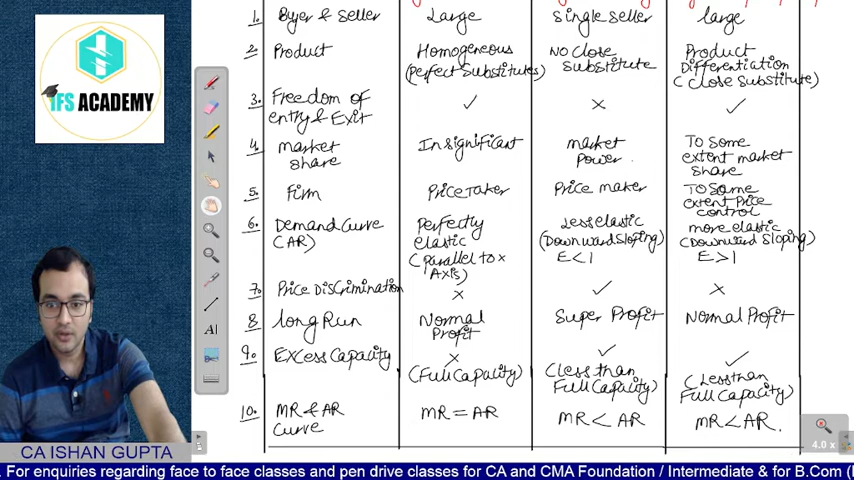 IFS ACADEMY
1. Buyer & Seller Large Single seller large
2. Product Homogeneous (Perfect Substitutes) NO Close Substitute Product Differentiation (Close Substitute)
3. Freedom of entry & Exit ✓ × ✓
4. market share Insignificant market Power. To Some extent market share
5. Firm Price Taker Price maker To Some extent Price control
6. Demand Curve (AR) Perfectly elastic (Parallel to x Axis) Less elastic (Downward Sloping) E<1 more elastic (Downward Sloping) E>1
7. Price Discrimination × ✓ ×
8 long Run Normal Profit Super Profit Normal Profit
9. Excess Capacity × (Full Capacity) ✓ (less than Full Capacity) ✓ (Less than Full Capacity)
10. MR & AR Curve MR = AR MR < AR MR < AR.
4.0 x
CA ISHAN GUPTA
. For enquiries regarding face to face classes and pen drive classes for CA and CMA Foundation / Intermediate & for B.Com (